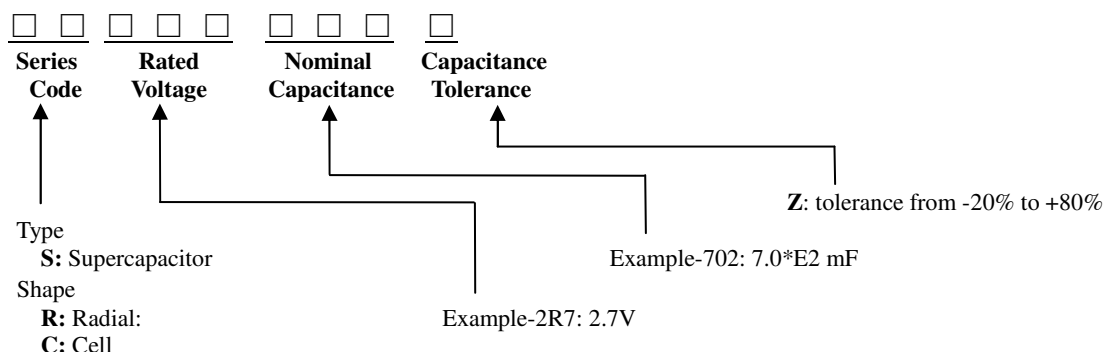 □ □ □ □ □ □ □ □ □
Series Rated Nominal Capacitance
Code Voltage Capacitance Tolerance
Z: tolerance from -20% to +80%
Type
S: Supercapacitor
Example-702: 7.0*E2 mF
Shape
R: Radial:
Example-2R7: 2.7V
C: Cell